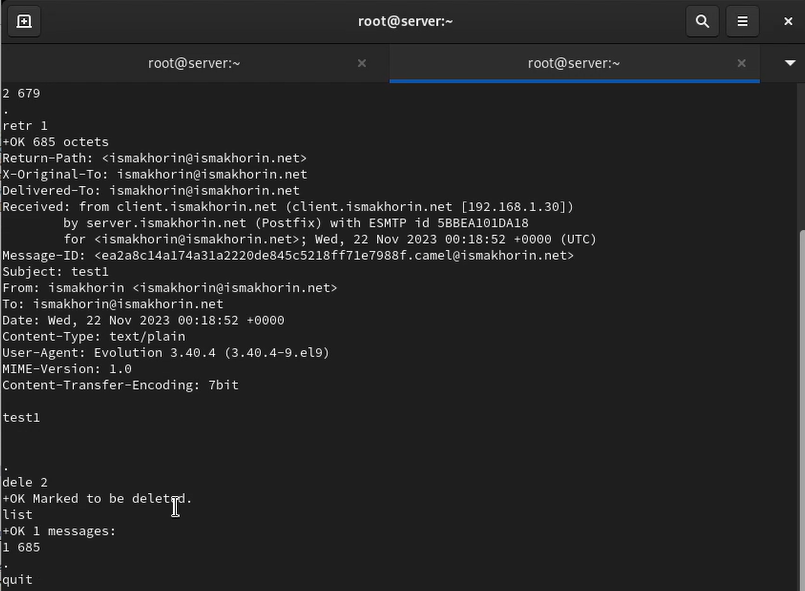 root@server:~
root@server:~
root@server:~
2 679
.
retr 1
+OK 685 octets
Return-Path: <ismakhorin@ismakhorin.net>
X-Original-To: ismakhorin@ismakhorin.net
Delivered-To: ismakhorin@ismakhorin.net
Received: from client.ismakhorin.net (client.ismakhorin.net [192.168.1.30])
        by server.ismakhorin.net (Postfix) with ESMTP id 5BBEA101DA18
        for <ismakhorin@ismakhorin.net>; Wed, 22 Nov 2023 00:18:52 +0000 (UTC)
Message-ID: <ea2a8c14a174a31a2220de845c5218ff71e7988f.camel@ismakhorin.net>
Subject: test1
From: ismakhorin <ismakhorin@ismakhorin.net>
To: ismakhorin@ismakhorin.net
Date: Wed, 22 Nov 2023 00:18:52 +0000
Content-Type: text/plain
User-Agent: Evolution 3.40.4 (3.40.4-9.el9)
MIME-Version: 1.0
Content-Transfer-Encoding: 7bit
test1
.
dele 2
+OK Marked to be deleted.
list
+OK 1 messages:
1 685
.
quit